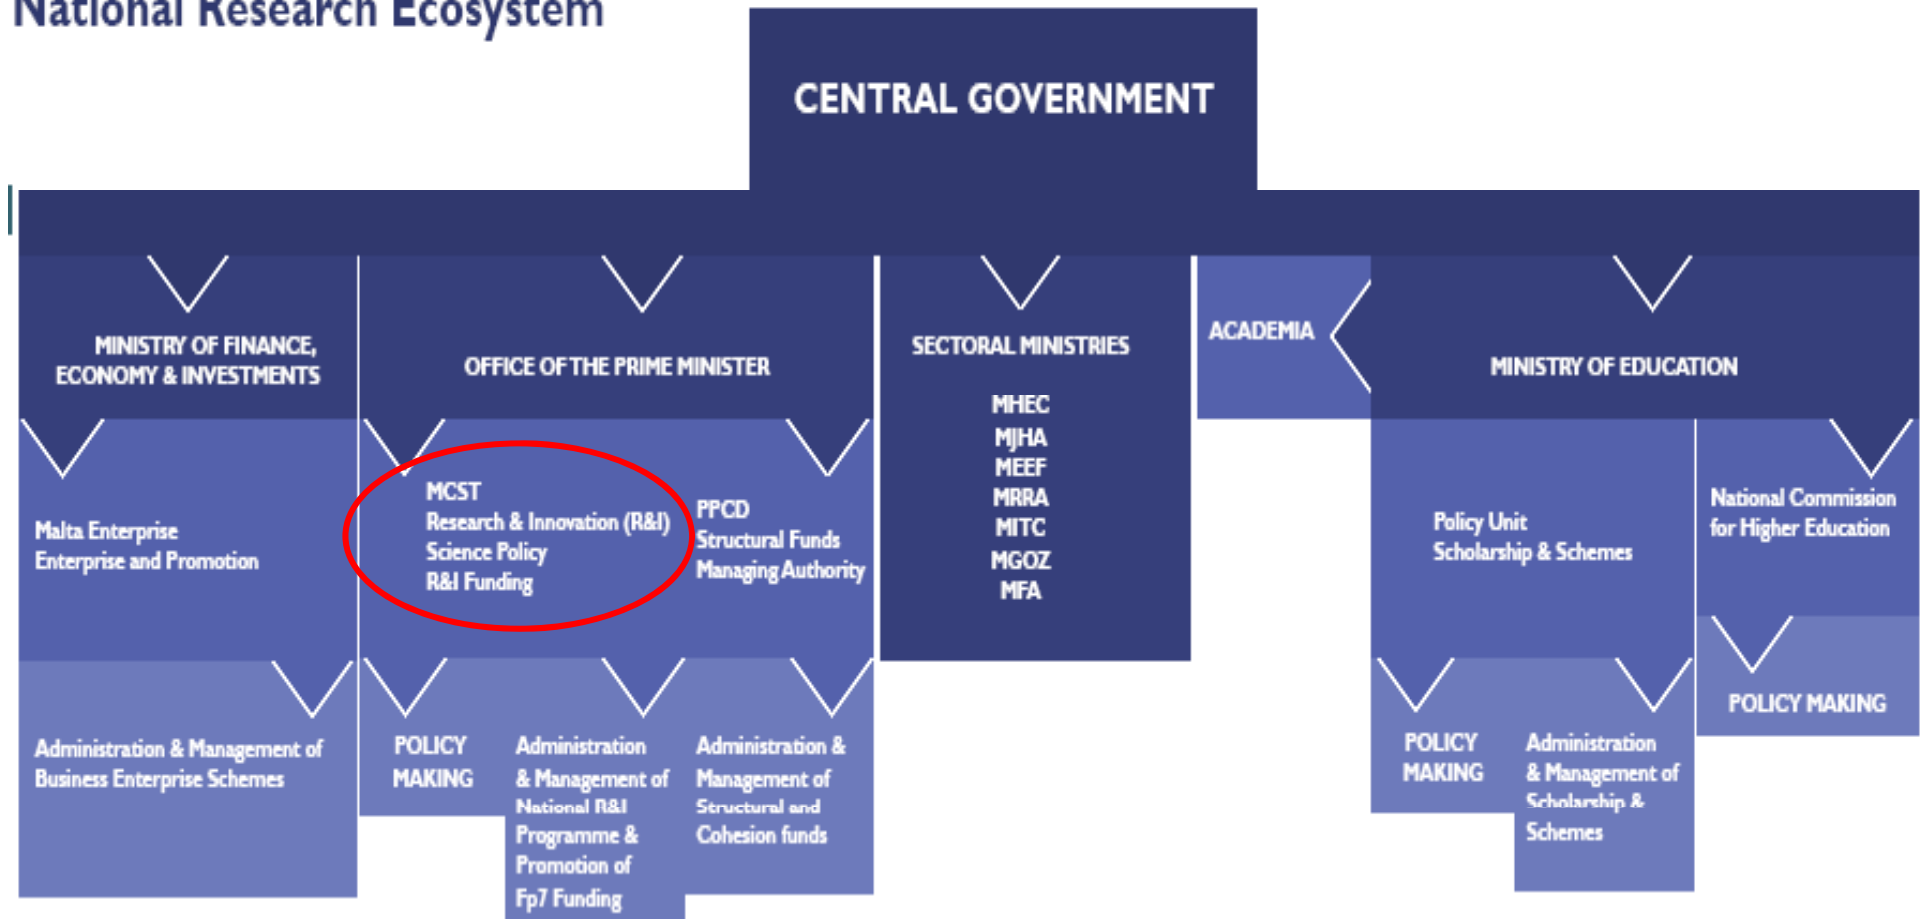 National Research Ecosystem
CENTRAL GOVERNMENT
MINISTRY OF FINANCE,
ECONOMY & INVESTMENTS
OFFICE OF THE PRIME MINISTER
SECTORAL MINISTRIES
MHEC
MJHA
MEEF
MRRA
MITC
MGOZ
MFA
ACADEMIA
MINISTRY OF EDUCATION
Malta Enterprise
Enterprise and Promotion
MCST
Research & Innovation (R&I)
Science Policy
R&I Funding
PPCD
Structural Funds
Managing Authority
Policy Unit
Scholarship & Schemes
National Commission
for Higher Education
Administration & Management of
Business Enterprise Schemes
POLICY
MAKING
Administration
& Management of
National R&I
Programme &
Promotion of
Fp7 Funding
Administration &
Management of
Structural and
Cohesion funds
POLICY
MAKING
Administration
& Management of
Scholarship &
Schemes
POLICY MAKING